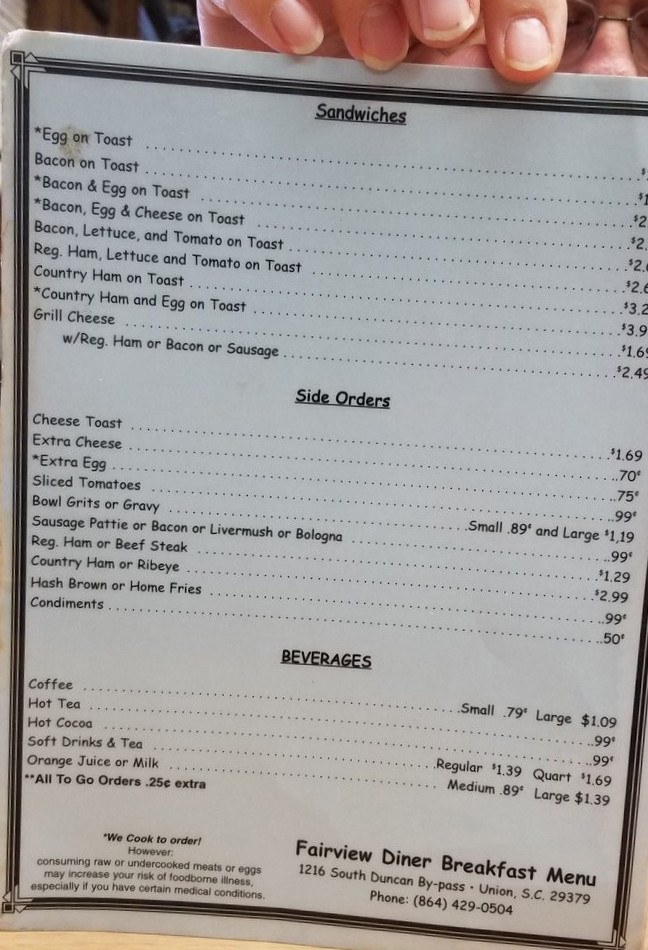 Sandwiches
*Egg on Toast
Bacon on Toast
*Bacon & Egg on Toast
*Bacon, Egg & Cheese on Toast
Bacon, Lettuce, and Tomato on Toast
Reg. Ham, Lettuce and Tomato on Toast
Country Ham on Toast
*Country Ham and Egg on Toast
Grill Cheese $1.69
w/Reg. Ham or Bacon or Sausage $2.49
Side Orders
Cheese Toast $1.69
Extra Cheese .70¢
*Extra Egg .75¢
Sliced Tomatoes .99¢
Bowl Grits or Gravy Small .89¢ and Large $1,19
Sausage Pattie or Bacon or Livermush or Bologna .99¢
Reg. Ham or Beef Steak $1.29
Country Ham or Ribeye $2.99
Hash Brown or Home Fries .99¢
Condiments .50¢
BEVERAGES
Coffee Small .79¢ Large $1.09
Hot Tea .99¢
Hot Cocoa .99¢
Soft Drinks & Tea Regular $1.39 Quart $1.69
Orange Juice or Milk Medium .89¢ Large $1.39
**All To Go Orders .25¢ extra
*We Cook to order!
However:
consuming raw or undercooked meats or eggs
may increase your risk of foodborne illness,
especially if you have certain medical conditions.
Fairview Diner Breakfast Menu
1216 South Duncan By-pass • Union, S.C. 29379
Phone: (864) 429-0504